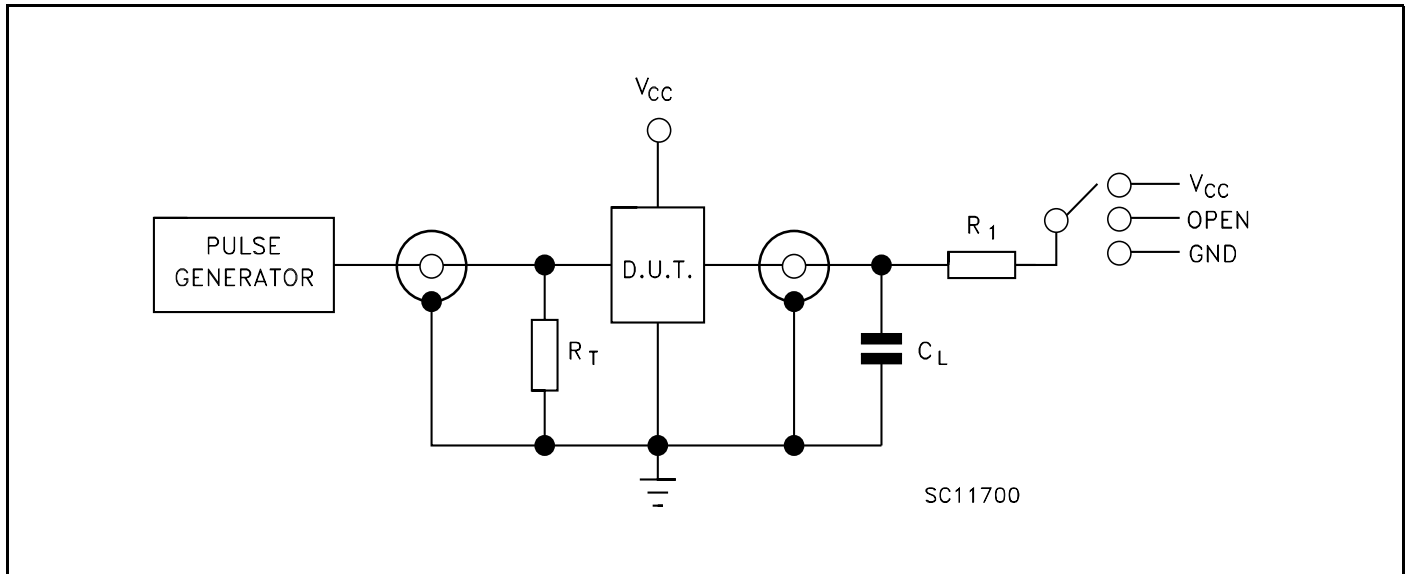 VCC
PULSE
GENERATOR
D.U.T.
RT
CL
R1
VCC
OPEN
GND
SC11700